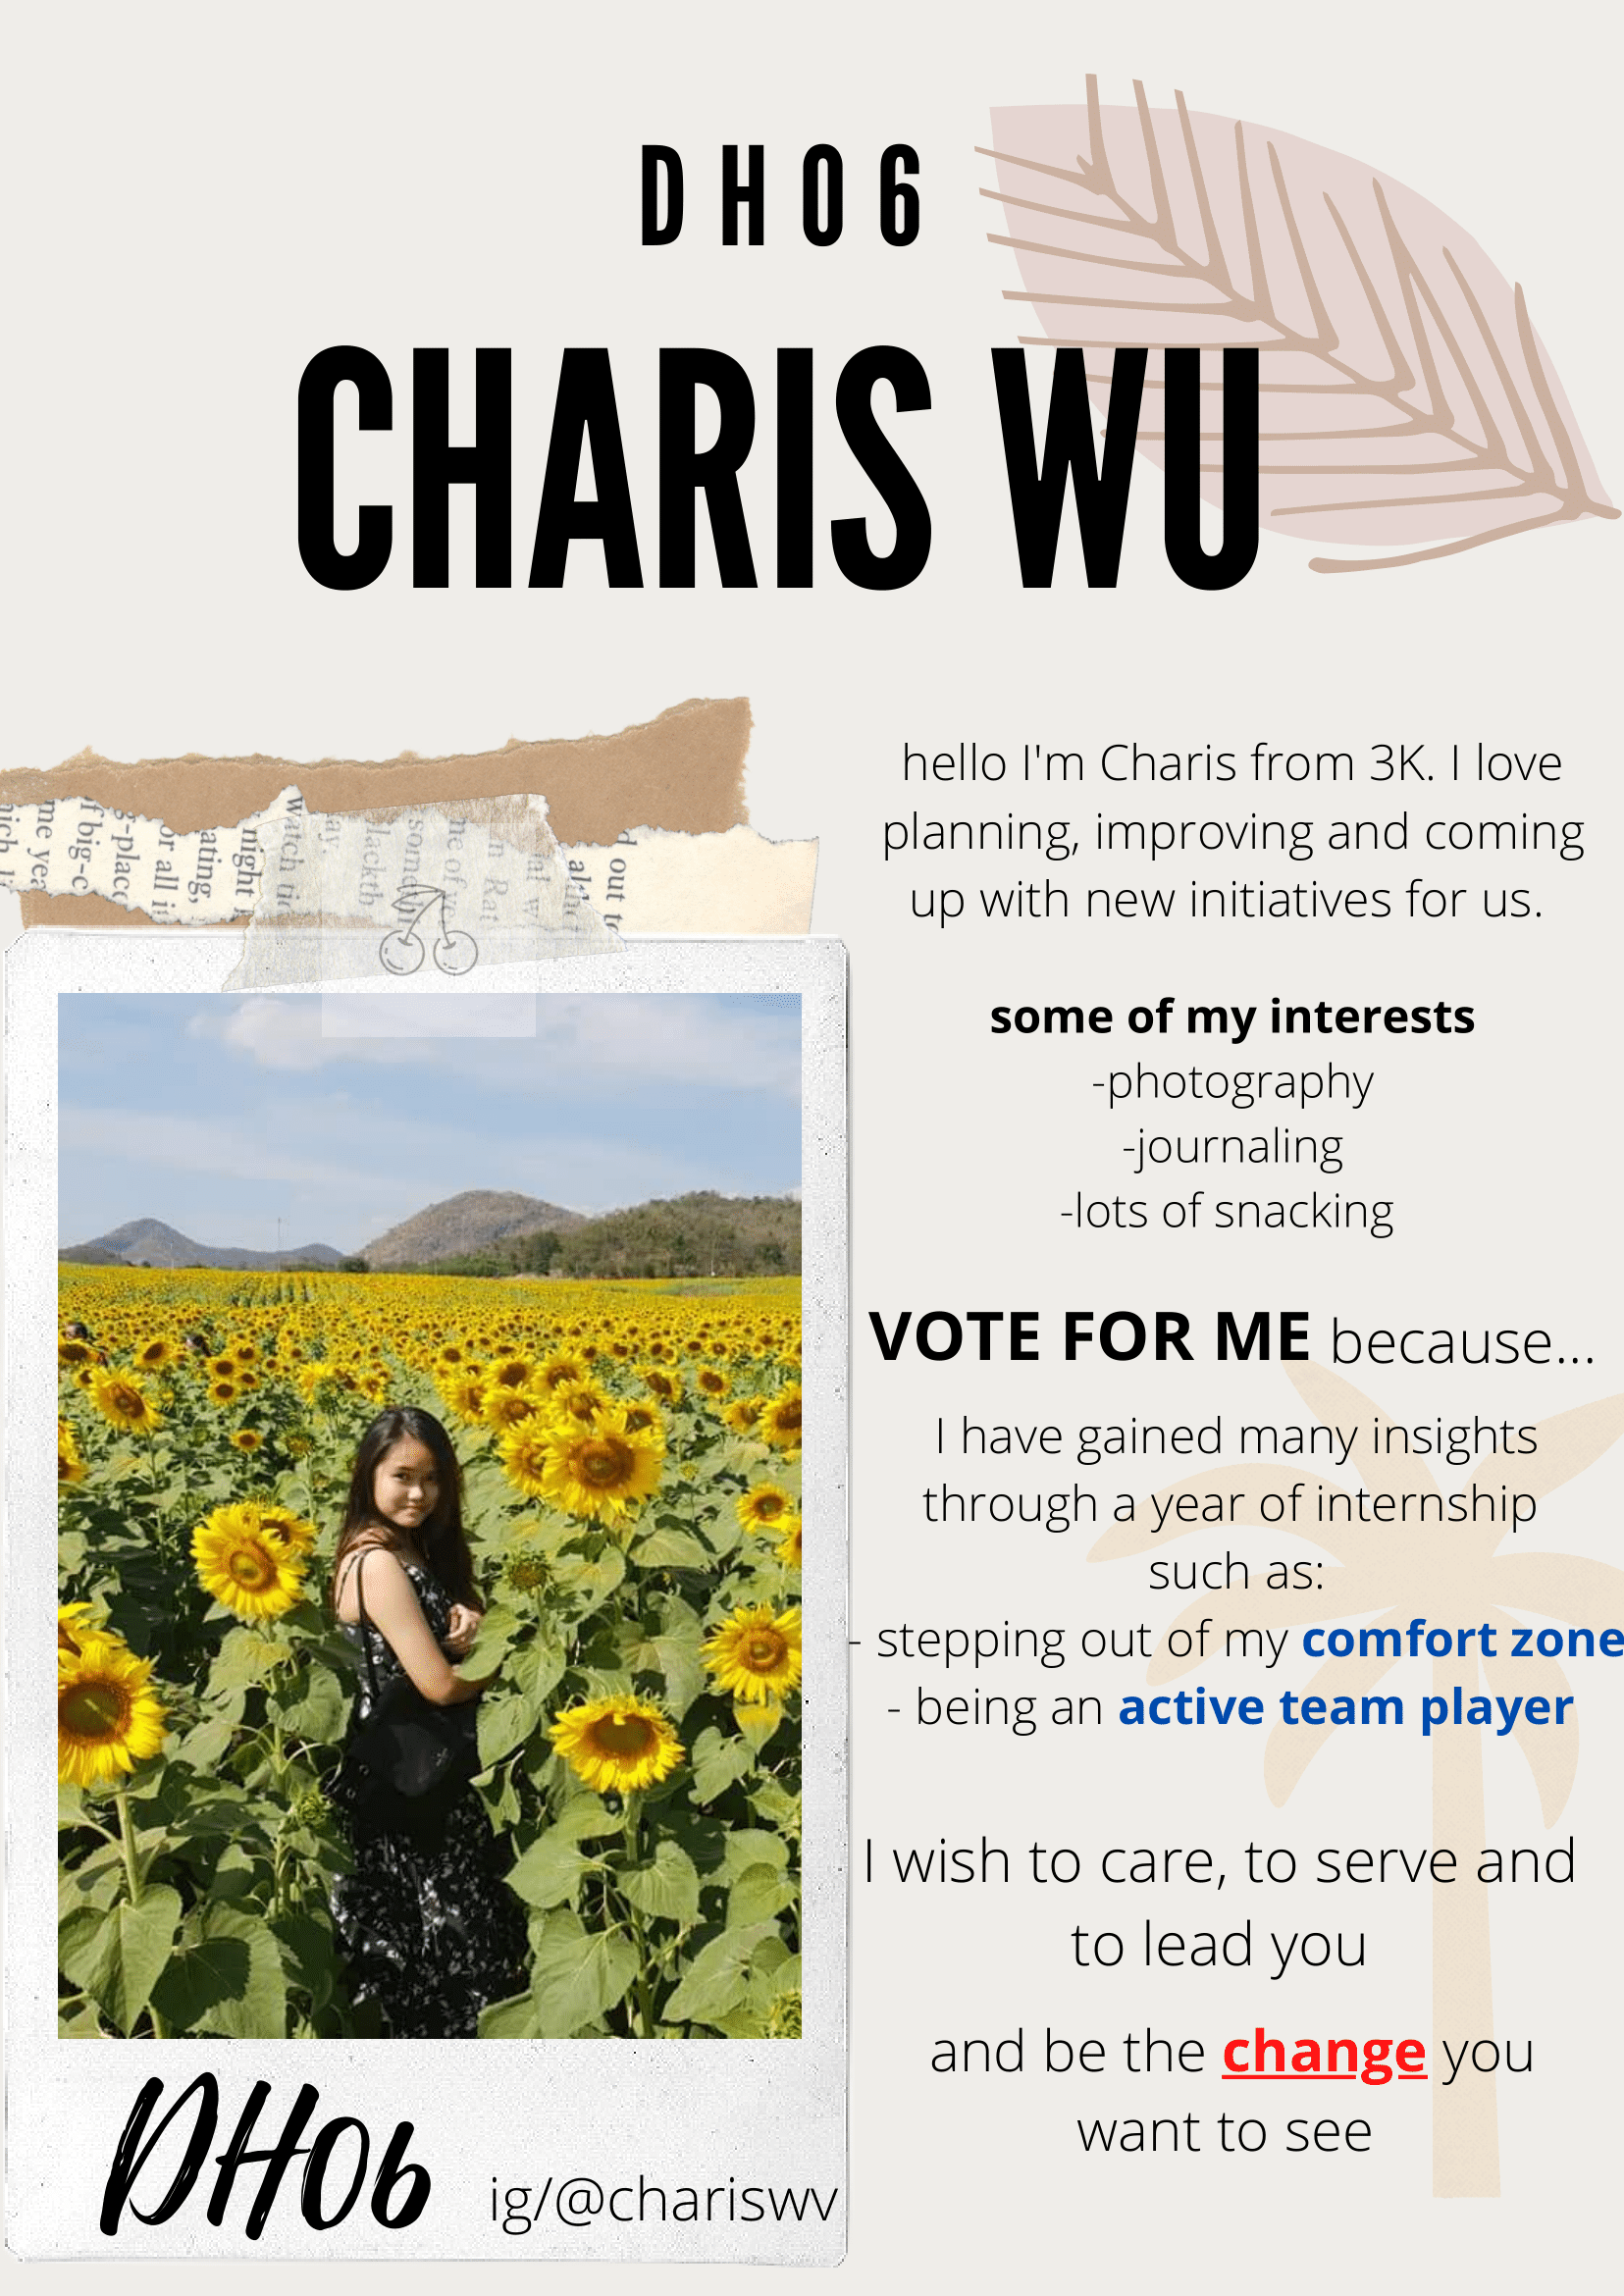 DH06
CHARIS WU
hello I'm Charis from 3K. I love
planning, improving and coming
up with new initiatives for us.
some of my interests
-photography
-journaling
-lots of snacking
VOTE FOR ME because...
I have gained many insights
through a year of internship
such as:
- stepping out of my comfort zone
- being an active team player
I wish to care, to serve and
to lead you
and be the change you
want to see
DH06
ig/@chariswv